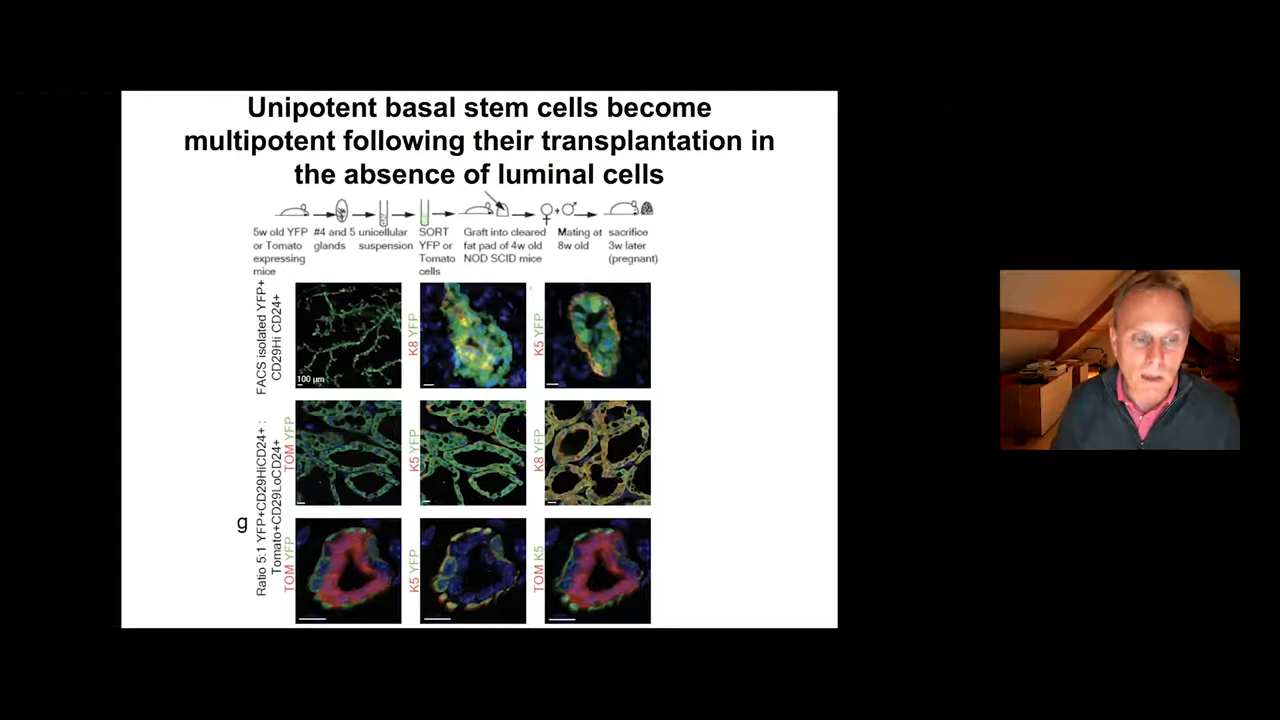 Unipotent basal stem cells become
multipotent following their transplantation in
the absence of luminal cells
5w old YFP
or Tomato
expressing
mice
#4 and 5
glands
unicellular
suspension
SORT
YFP or
Tomato
cells
Graft into cleared
fat pad of 4w old
NOD SCID mice
Mating at
8w old
sacrifice
3w later
(pregnant)
FACS isolated YFP+
CD29Hi CD24+
100 µm
K8 YFP
K5 YFP
Ratio 5:1 YFP+CD29HiCD24+ :
Tomato+CD29LoCD24+
TOM YFP
K5 YFP
K8 YFP
g
TOM YFP
K5 YFP
TOM K5